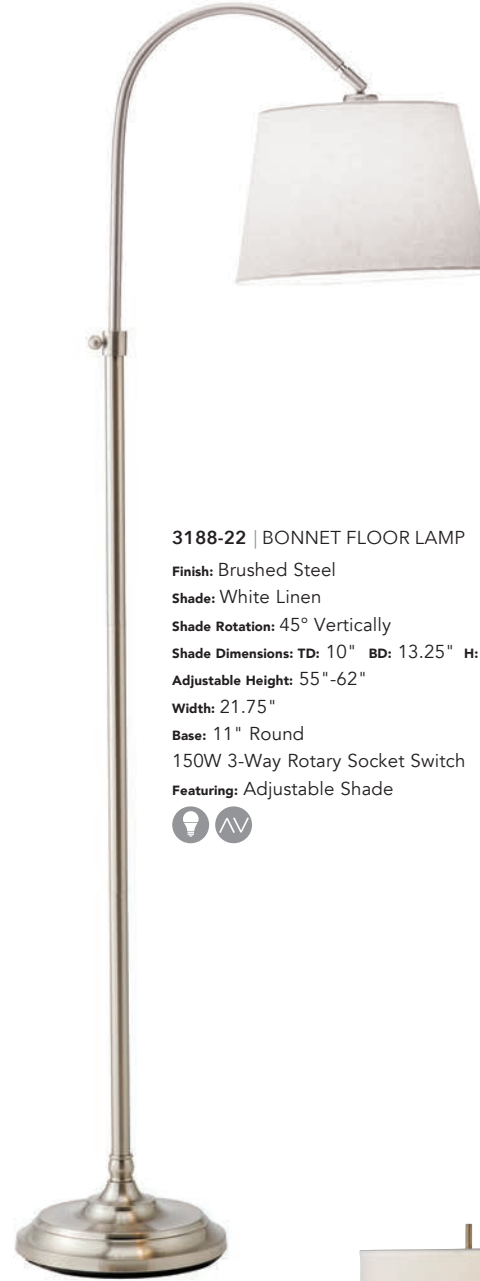 3188-22 | BONNET FLOOR LAMP
Finish: Brushed Steel
Shade: White Linen
Shade Rotation: 45° Vertically
Shade Dimensions: TD: 10" BD: 13.25" H:
Adjustable Height: 55"-62"
Width: 21.75"
Base: 11" Round
150W 3-Way Rotary Socket Switch
Featuring: Adjustable Shade